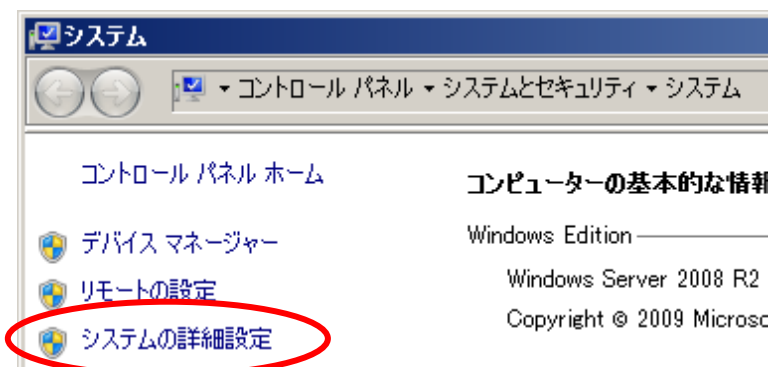 システム
コントロール パネル システムとセキュリティ システム
コントロール パネル ホーム
コンピューターの基本的な情報
デバイス マネージャー
Windows Edition
リモートの設定
Windows Server 2008 R2
システムの詳細設定
Copyright © 2009 Microso